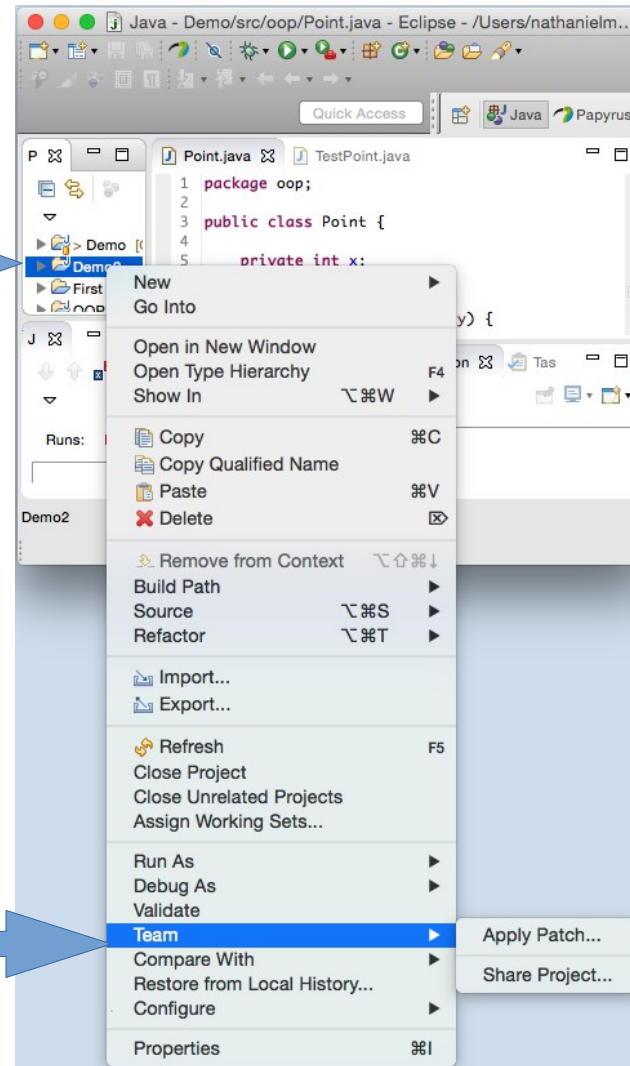 Java - Demo/src/oop/Point.java - Eclipse - /Users/nathanielm...
Quick Access
Java
Papyrus
P
Point.java
TestPoint.java
1 package oop;
2
3 public class Point {
4
5 private int x;
y) {
> Demo [(
Demo2
First
OOP
J
on
Tas
Runs:
Demo2
New
Go Into
Open in New Window
Open Type Hierarchy F4
Show In ⌥⌘W
Copy ⌘C
Copy Qualified Name
Paste ⌘V
Delete ⌦
Remove from Context ⌥⇧⌘↓
Build Path
Source ⌥⌘S
Refactor ⌥⌘T
Import...
Export...
Refresh F5
Close Project
Close Unrelated Projects
Assign Working Sets...
Run As
Debug As
Validate
Team
Compare With
Restore from Local History...
Configure
Properties ⌘I
Apply Patch...
Share Project...